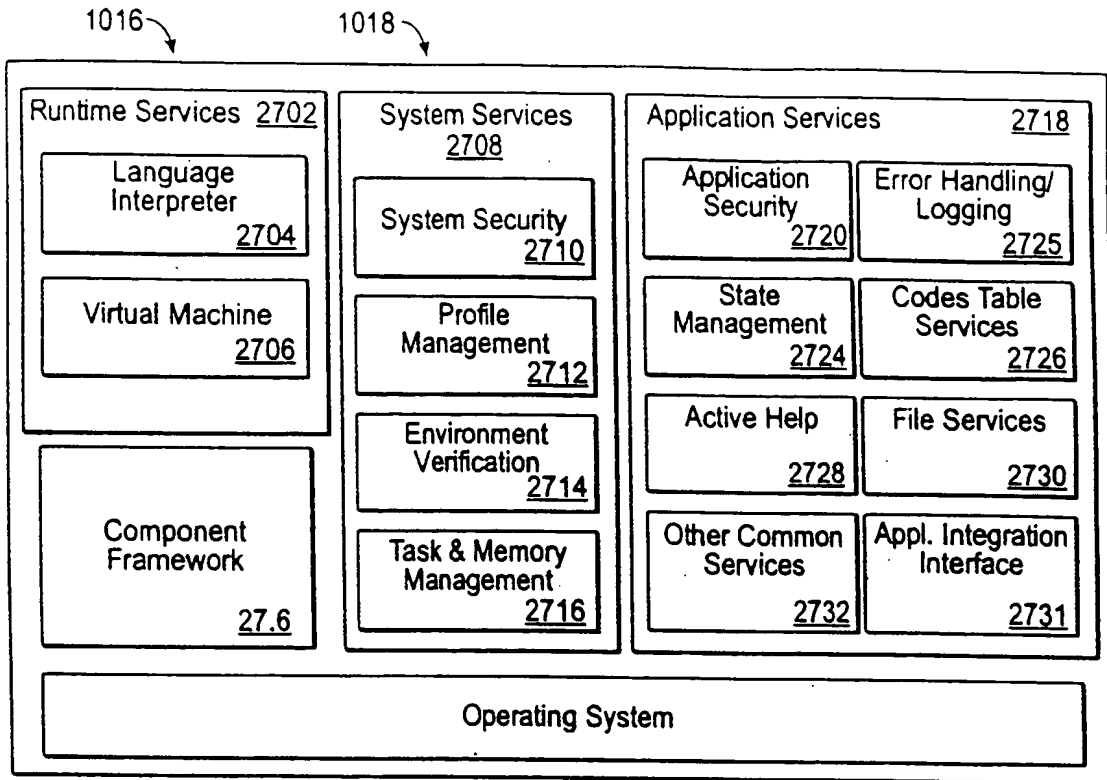 1016
1018
Runtime Services 2702
Language
Interpreter
2704
Virtual Machine
2706
Component
Framework
27.6
System Services
2708
System Security
2710
Profile
Management
2712
Environment
Verification
2714
Task & Memory
Management
2716
Application Services 2718
Application
Security
2720
Error Handling/
Logging
2725
State
Management
2724
Codes Table
Services
2726
Active Help
2728
File Services
2730
Other Common
Services
2732
Appl. Integration
Interface
2731
Operating System